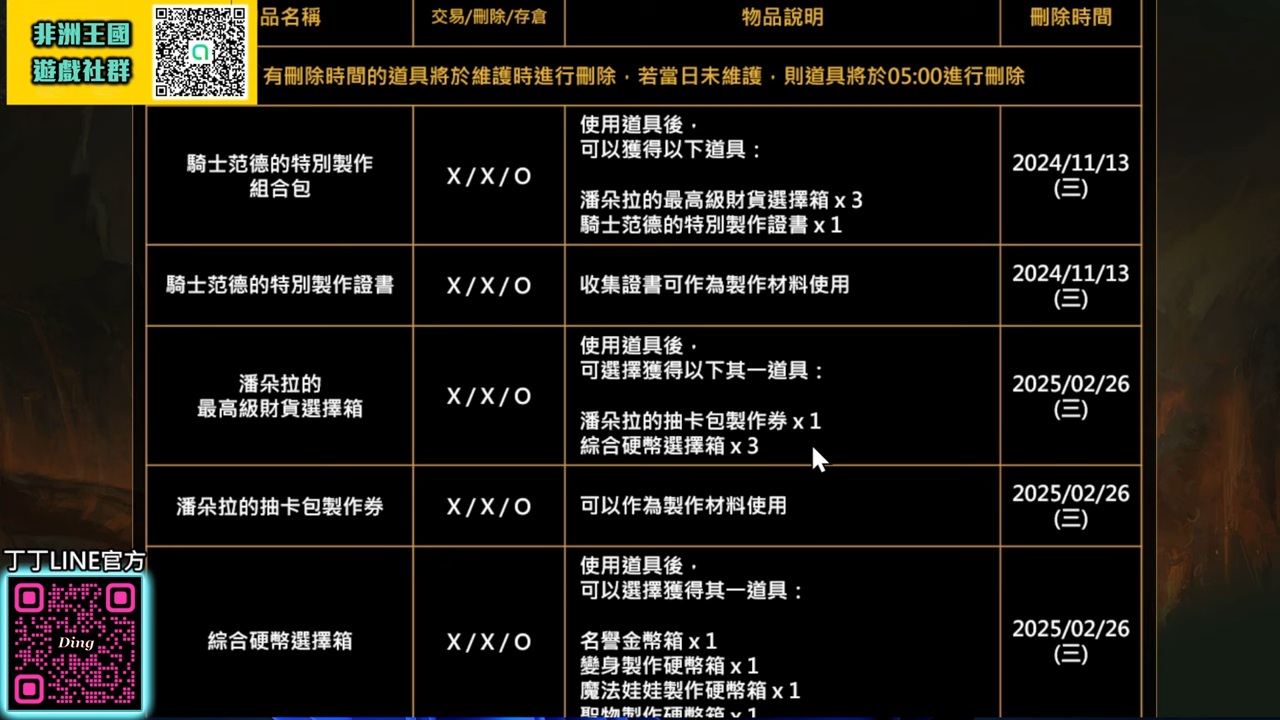 非洲王國
遊戲社群
品名稱
交易/刪除/存倉
物品說明
刪除時間
有刪除時間的道具將於維護時進行刪除，若當日未維護，則道具將於05:00進行刪除
騎士范德的特別製作
組合包
X / X / O
使用道具後，
可以獲得以下道具：
潘朵拉的最高級財貨選擇箱 x 3
騎士范德的特別製作證書 x 1
2024/11/13
(三)
騎士范德的特別製作證書
X / X / O
收集證書可作為製作材料使用
2024/11/13
(三)
潘朵拉的
最高級財貨選擇箱
X / X / O
使用道具後，
可選擇獲得以下其一道具：
潘朵拉的抽卡包製作券 x 1
綜合硬幣選擇箱 x 3
2025/02/26
(三)
潘朵拉的抽卡包製作券
X / X / O
可以作為製作材料使用
2025/02/26
(三)
綜合硬幣選擇箱
X / X / O
使用道具後，
可以選擇獲得其一道具：
名譽金幣箱 x 1
變身製作硬幣箱 x 1
魔法娃娃製作硬幣箱 x 1
聖物製作硬幣箱 x 1
2025/02/26
(三)
丁丁LINE官方
Ding